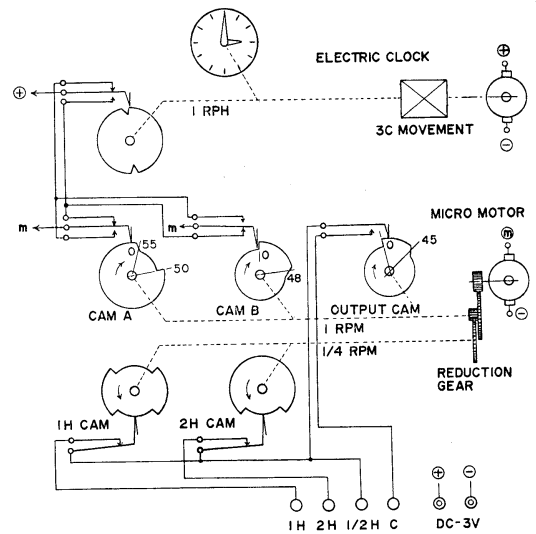 ELECTRIC CLOCK
⊕
⊕
1 RPH
3C MOVEMENT
⊖
MICRO MOTOR
m
m
55
50
0
0
48
0
45
m
CAM A
CAM B
OUTPUT CAM
1 RPM
1/4 RPM
⊖
REDUCTION
GEAR
1H CAM
2H CAM
⊕ ⊖
1H 2H 1/2H C DC-3V